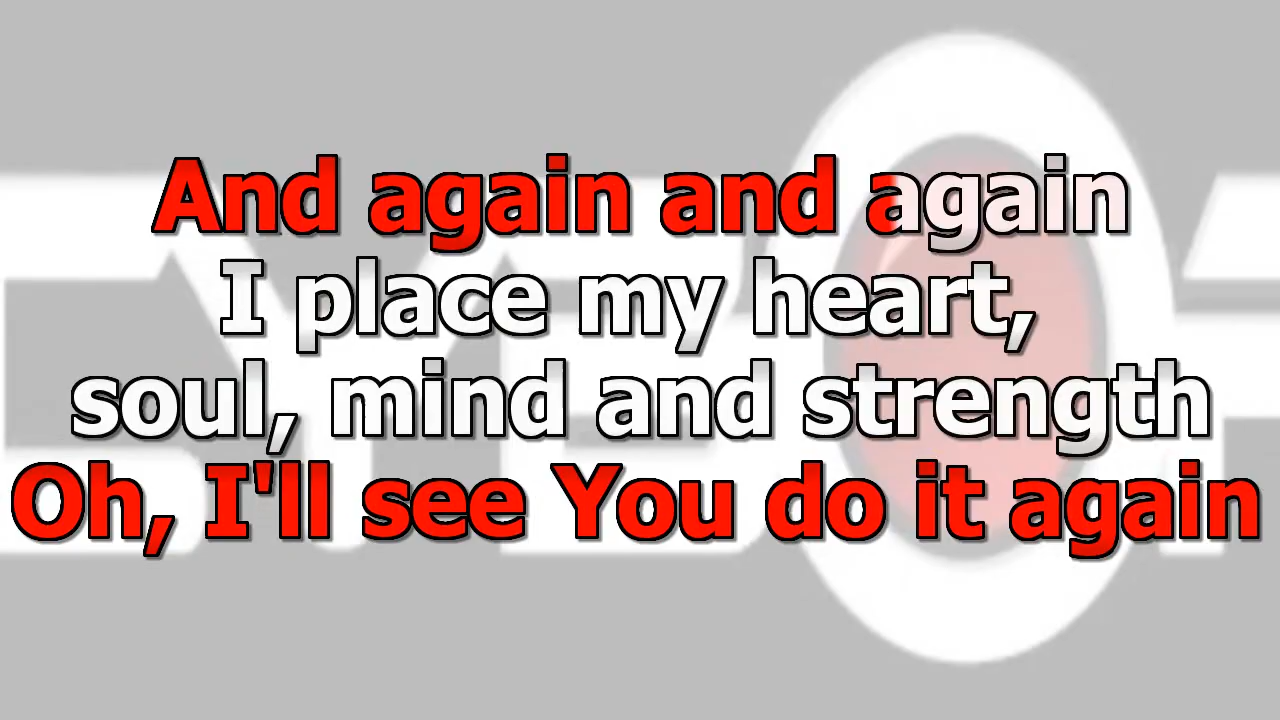 And again and again
I place my heart,
soul, mind and strength
Oh, I'll see You do it again